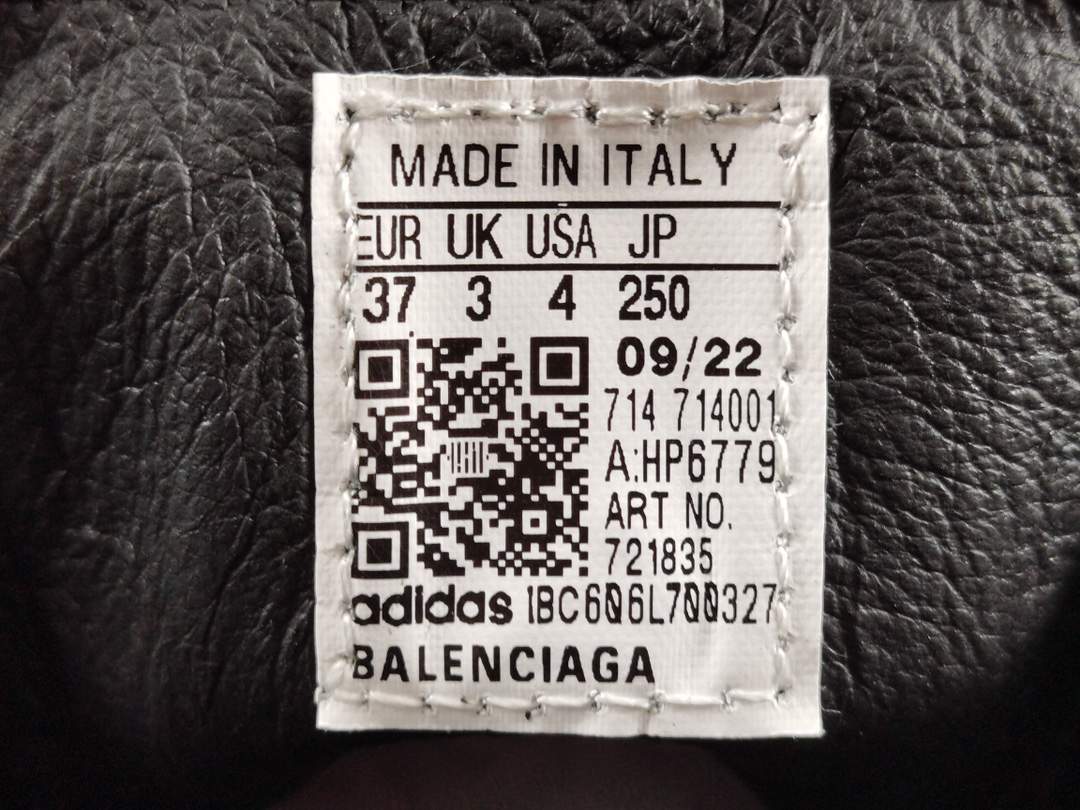 MADE IN ITALY
EUR UK USA JP
37 3 4 250
09/22
714 714001
A:HP6779
ART NO.
721835
adidas 1BC606L700327
BALENCIAGA